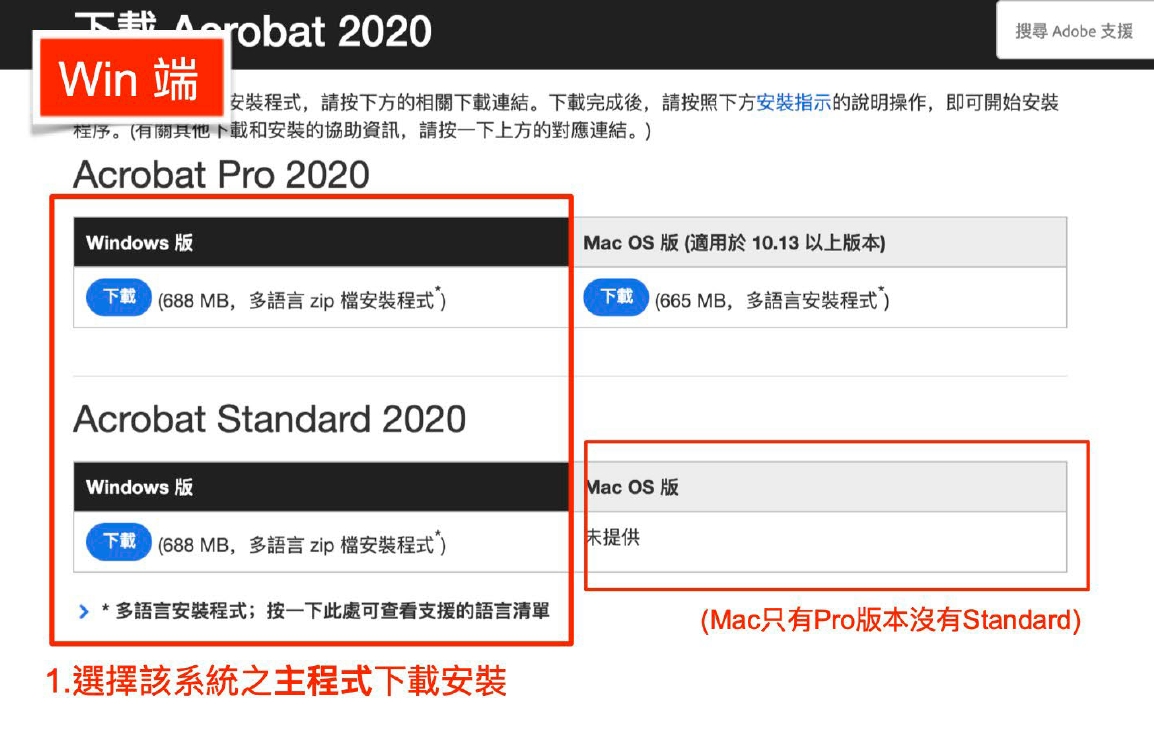 下載 Acrobat 2020
搜尋 Adobe 支援
Win 端
安裝程式，請按下方的相關下載連結。下載完成後，請按照下方安裝指示的說明操作，即可開始安裝
程序。(有關其他下載和安裝的協助資訊，請按一下上方的對應連結。)
Acrobat Pro 2020
Windows 版
Mac OS 版 (適用於 10.13 以上版本)
下載 (688 MB，多語言 zip 檔安裝程式*)
下載 (665 MB，多語言安裝程式*)
Acrobat Standard 2020
Windows 版
Mac OS 版
下載 (688 MB，多語言 zip 檔安裝程式*)
未提供
* 多語言安裝程式；按一下此處可查看支援的語言清單
(Mac只有Pro版本沒有Standard)
1.選擇該系統之主程式下載安裝